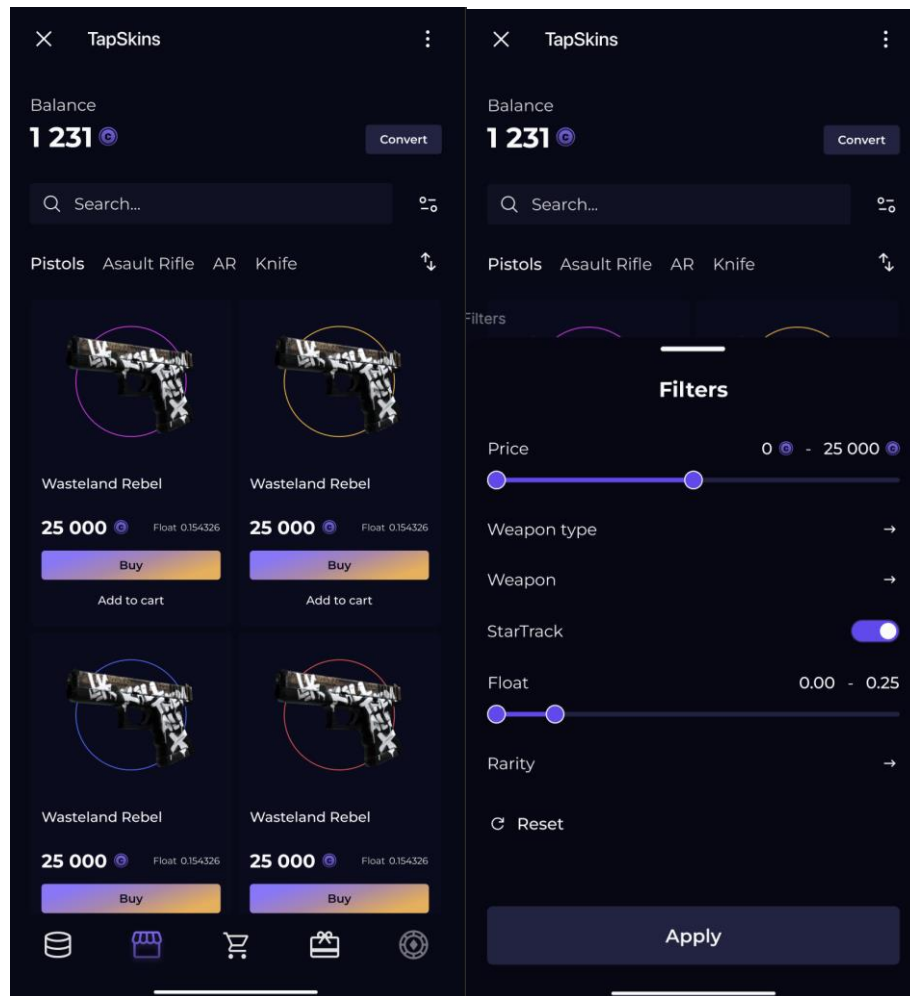 TapSkins
Balance
1 231
Convert
Search...
Pistols Asault Rifle AR Knife
Wasteland Rebel
25 000 Float 0.154326
Buy
Add to cart
Wasteland Rebel
25 000 Float 0.154326
Buy
Add to cart
Wasteland Rebel
25 000 Float 0.154326
Buy
Wasteland Rebel
25 000 Float 0.154326
Buy
TapSkins
Balance
1 231
Convert
Search...
Pistols Asault Rifle AR Knife
Filters
Filters
Price 0 - 25 000
Weapon type
Weapon
StarTrack
Float 0.00 - 0.25
Rarity
Reset
Apply